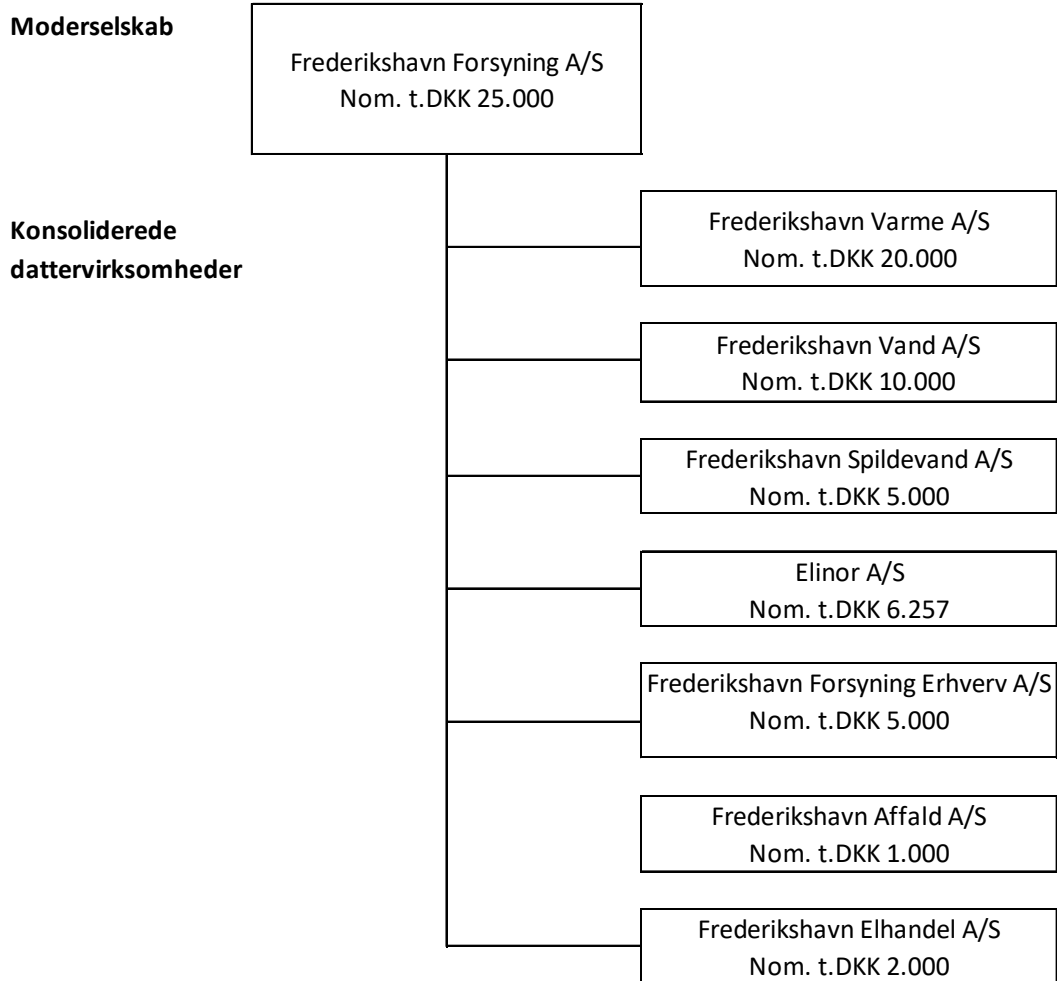 Moderselskab
Frederikshavn Forsyning A/S
Nom. t.DKK 25.000
Konsoliderede
dattervirksomheder
Frederikshavn Varme A/S
Nom. t.DKK 20.000
Frederikshavn Vand A/S
Nom. t.DKK 10.000
Frederikshavn Spildevand A/S
Nom. t.DKK 5.000
Elinor A/S
Nom. t.DKK 6.257
Frederikshavn Forsyning Erhverv A/S
Nom. t.DKK 5.000
Frederikshavn Affald A/S
Nom. t.DKK 1.000
Frederikshavn Elhandel A/S
Nom. t.DKK 2.000